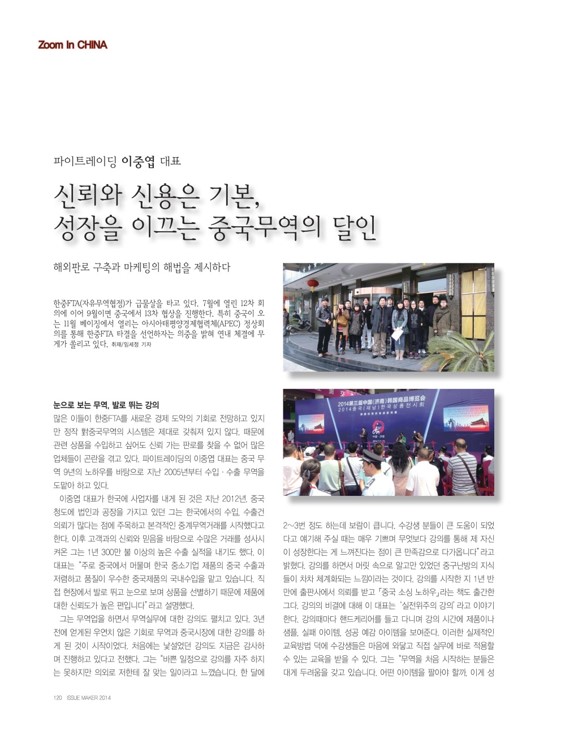 Zoom In CHINA
파이트레이딩 이중엽 대표
신뢰와 신용은 기본,
성장을 이끄는 중국무역의 달인
해외판로 구축과 마케팅의 해법을 제시하다
한중FTA(자유무역협정)가 급물살을 타고 있다. 7월에 열린 12차 회
의에 이어 9월이면 중국에서 13차 협상을 진행한다. 특히 중국이 오
는 11월 베이징에서 열리는 아시아태평양경제협력체(APEC) 정상회
의를 통해 한중FTA 타결을 선언하자는 의중을 밝혀 연내 체결에 무
게가 쏠리고 있다. 취재/임세정 기자
2014第三届中国(济南)韩国商品博览会
2014중국(제남)한국상품전시회
눈으로 보는 무역, 발로 뛰는 강의
많은 이들이 한중FTA를 새로운 경제 도약의 기회로 전망하고 있지
만 정작 對중국무역의 시스템은 제대로 갖춰져 있지 않다. 때문에
관련 상품을 수입하고 싶어도 신뢰 가는 판로를 찾을 수 없어 많은
업체들이 곤란을 겪고 있다. 파이트레이딩의 이중엽 대표는 중국 무
역 9년의 노하우를 바탕으로 지난 2005년부터 수입·수출 무역을
도맡아 하고 있다.
이중엽 대표가 한국에 사업자를 내게 된 것은 지난 2012년. 중국
청도에 법인과 공장을 가지고 있던 그는 한국에서의 수입, 수출건
의뢰가 많다는 점에 주목하고 본격적인 중계무역거래를 시작했다고
한다. 이후 고객과의 신뢰와 믿음을 바탕으로 수많은 거래를 성사시
켜온 그는 1년 300만 불 이상의 높은 수출 실적을 내기도 했다. 이
대표는 "주로 중국에서 머물며 한국 중소기업 제품의 중국 수출과
저렴하고 품질이 우수한 중국제품의 국내수입을 맡고 있습니다. 직
접 현장에서 발로 뛰고 눈으로 보며 상품을 선별하기 때문에 제품에
대한 신뢰도가 높은 편입니다"라고 설명했다.
그는 무역업을 하면서 무역실무에 대한 강의도 펼치고 있다. 3년
전에 얻게된 우연치 않은 기회로 무역과 중국시장에 대한 강의를 하
게 된 것이 시작이었다. 처음에는 낯설었던 강의도 지금은 감사하
며 진행하고 있다고 전했다. 그는 "바쁜 일정으로 강의를 자주 하지
는 못하지만 의외로 저한테 잘 맞는 일이라고 느꼈습니다. 한 달에
2~3번 정도 하는데 보람이 큽니다. 수강생 분들이 큰 도움이 되었
다고 얘기해 주실 때는 매우 기쁘며 무엇보다 강의를 통해 제 자신
이 성장한다는 게 느껴진다는 점이 큰 만족감으로 다가옵니다"라고
밝혔다. 강의를 하면서 머릿 속으로 알고만 있었던 중구난방의 지식
들이 차차 체계화되는 느낌이라는 것이다. 강의를 시작한 지 1년 반
만에 출판사에서 의뢰를 받고 「중국 소싱 노하우」라는 책도 출간한
그다. 강의의 비결에 대해 이 대표는 '실전위주의 강의' 라고 이야기
한다. 강의때마다 핸드캐리어를 들고 다니며 강의 시간에 제품이나
샘플, 실패 아이템, 성공 예감 아이템을 보여준다. 이러한 실제적인
교육방법 덕에 수강생들은 마음에 와닿고 직접 실무에 바로 적용할
수 있는 교육을 받을 수 있다. 그는 "무역을 처음 시작하는 분들은
대게 두려움을 갖고 있습니다. 어떤 아이템을 팔아야 할까, 이게 성
120 ISSUE MAKER 2014